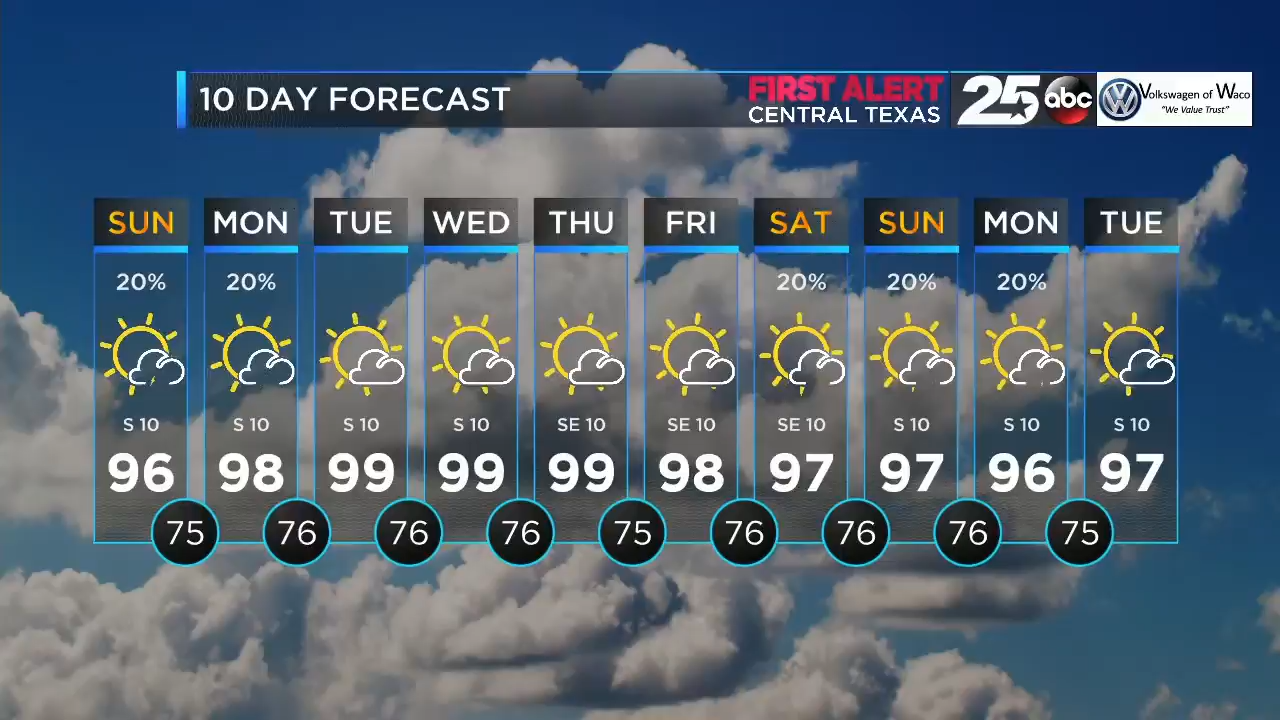 10 DAY FORECAST
FIRST ALERT
CENTRAL TEXAS
25 abc
Volkswagen of Waco
"We Value Trust"
SUN MON TUE WED THU FRI SAT SUN MON TUE
20% 20% 20% 20% 20%
S 10 S 10 S 10 S 10 SE 10 SE 10 SE 10 S 10 S 10 S 10
96 98 99 99 99 98 97 97 96 97
75 76 76 76 75 76 76 76 75